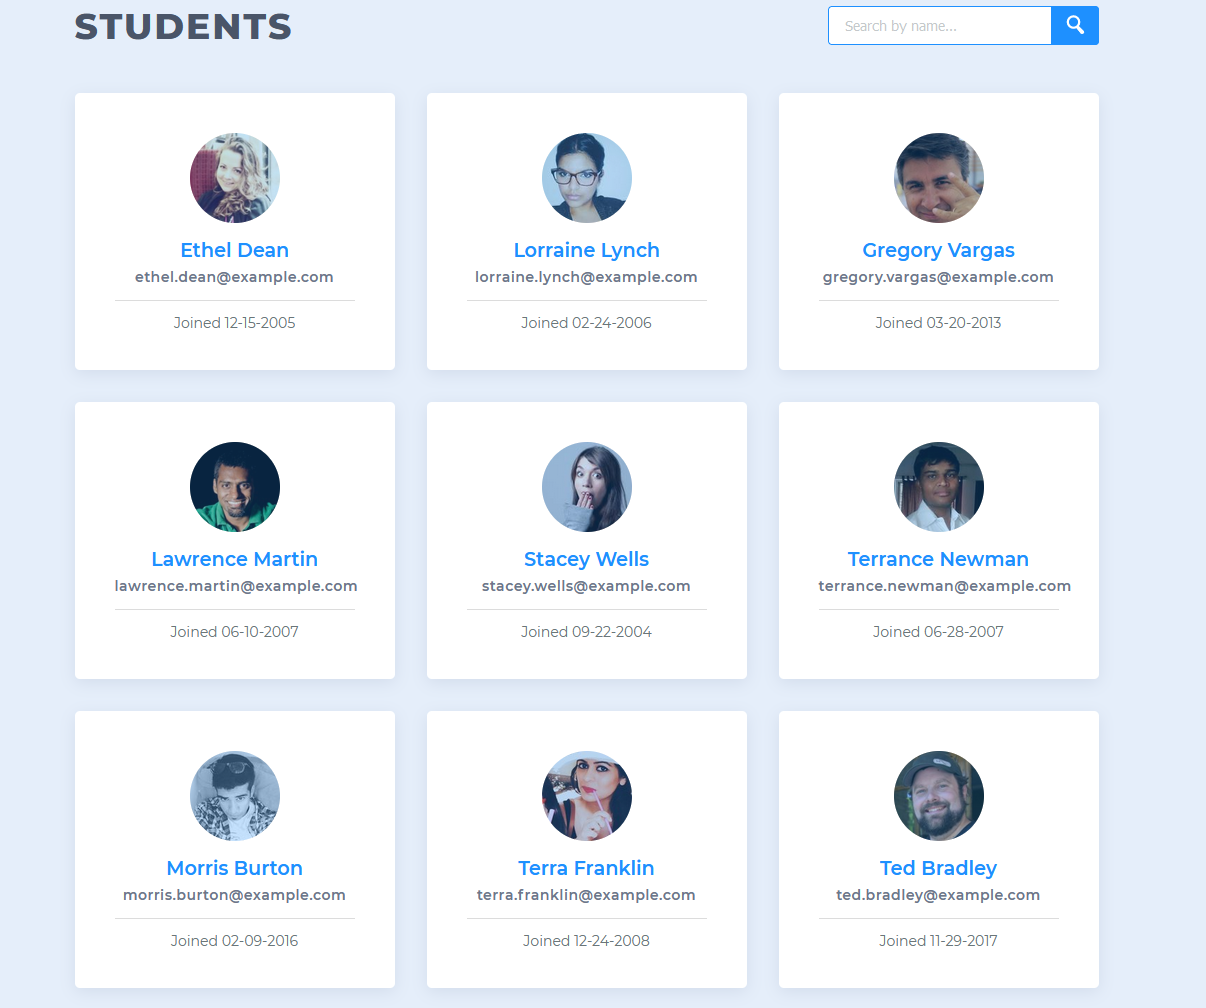 STUDENTS
Search by name...
Ethel Dean
ethel.dean@example.com
Joined 12-15-2005
Lorraine Lynch
lorraine.lynch@example.com
Joined 02-24-2006
Gregory Vargas
gregory.vargas@example.com
Joined 03-20-2013
Lawrence Martin
lawrence.martin@example.com
Joined 06-10-2007
Stacey Wells
stacey.wells@example.com
Joined 09-22-2004
Terrance Newman
terrance.newman@example.com
Joined 06-28-2007
Morris Burton
morris.burton@example.com
Joined 02-09-2016
Terra Franklin
terra.franklin@example.com
Joined 12-24-2008
Ted Bradley
ted.bradley@example.com
Joined 11-29-2017